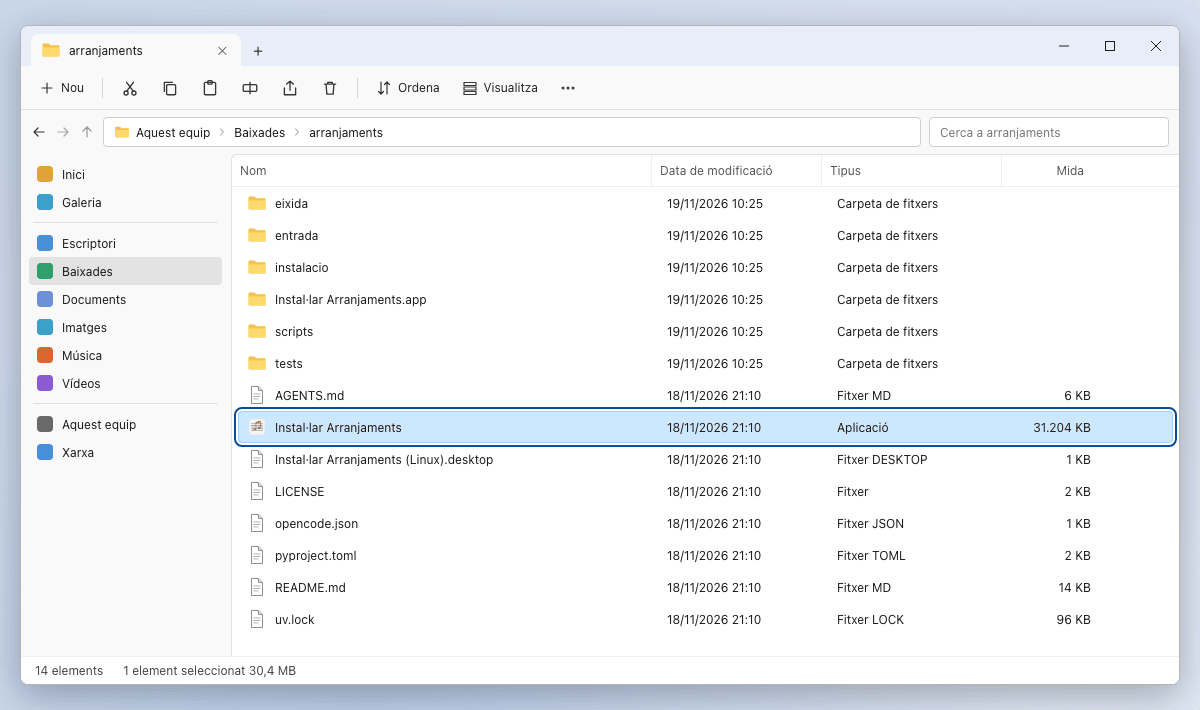 arranjaments
Nou
Ordena
Visualitza
Aquest equip
Baixades
arranjaments
Cerca a arranjaments
Inici
Galeria
Escriptori
Baixades
Documents
Imatges
Música
Vídeos
Aquest equip
Xarxa
Nom Data de modificació Tipus Mida
eixida 19/11/2026 10:25 Carpeta de fitxers
entrada 19/11/2026 10:25 Carpeta de fitxers
instalacio 19/11/2026 10:25 Carpeta de fitxers
Instal·lar Arranjaments.app 19/11/2026 10:25 Carpeta de fitxers
scripts 19/11/2026 10:25 Carpeta de fitxers
tests 19/11/2026 10:25 Carpeta de fitxers
AGENTS.md 18/11/2026 21:10 Fitxer MD 6 KB
Instal·lar Arranjaments 18/11/2026 21:10 Aplicació 31.204 KB
Instal·lar Arranjaments (Linux).desktop 18/11/2026 21:10 Fitxer DESKTOP 1 KB
LICENSE 18/11/2026 21:10 Fitxer 2 KB
opencode.json 18/11/2026 21:10 Fitxer JSON 1 KB
pyproject.toml 18/11/2026 21:10 Fitxer TOML 2 KB
README.md 18/11/2026 21:10 Fitxer MD 14 KB
uv.lock 18/11/2026 21:10 Fitxer LOCK 96 KB
14 elements 1 element seleccionat 30,4 MB